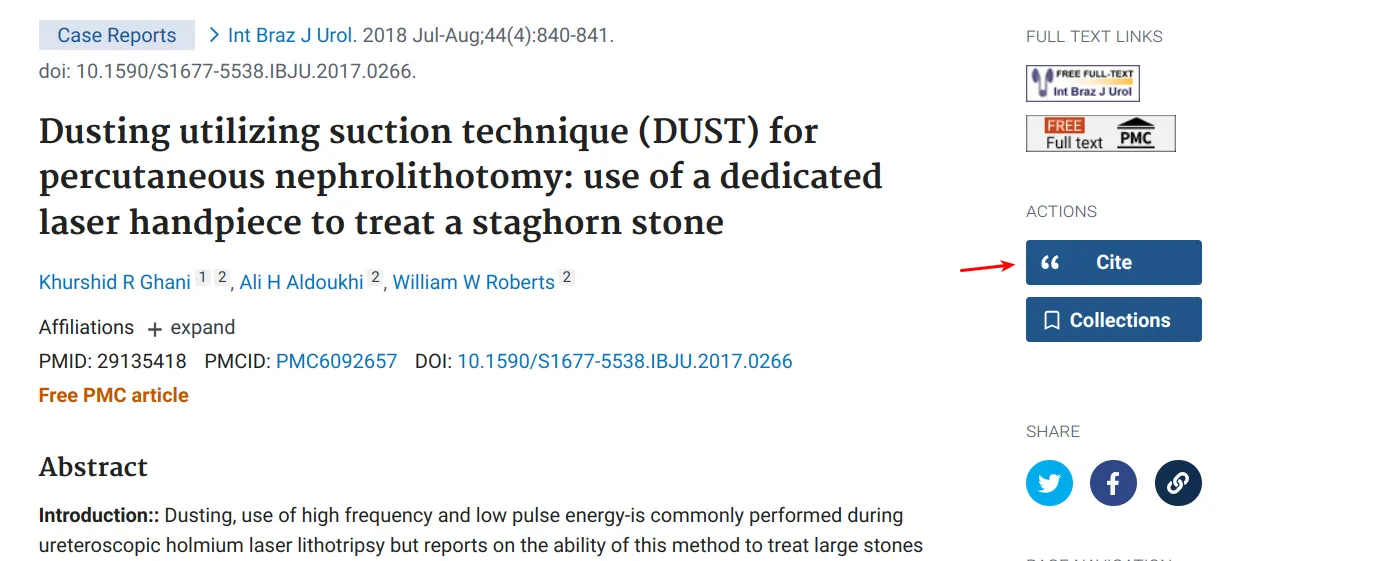 Case Reports > Int Braz J Urol. 2018 Jul-Aug;44(4):840-841.
doi: 10.1590/S1677-5538.IBJU.2017.0266.
Dusting utilizing suction technique (DUST) for
percutaneous nephrolithotomy: use of a dedicated
laser handpiece to treat a staghorn stone
Khurshid R Ghani 1 2, Ali H Aldoukhi 2, William W Roberts 2
Affiliations + expand
PMID: 29135418 PMCID: PMC6092657 DOI: 10.1590/S1677-5538.IBJU.2017.0266
Free PMC article
Abstract
Introduction:: Dusting, use of high frequency and low pulse energy-is commonly performed during
ureteroscopic holmium laser lithotripsy but reports on the ability of this method to treat large stones
FULL TEXT LINKS
FREE FULL-TEXT
Int Braz J Urol
FREE
Full text PMC
ACTIONS
Cite
Collections
SHARE
PAGE NAVIGATION